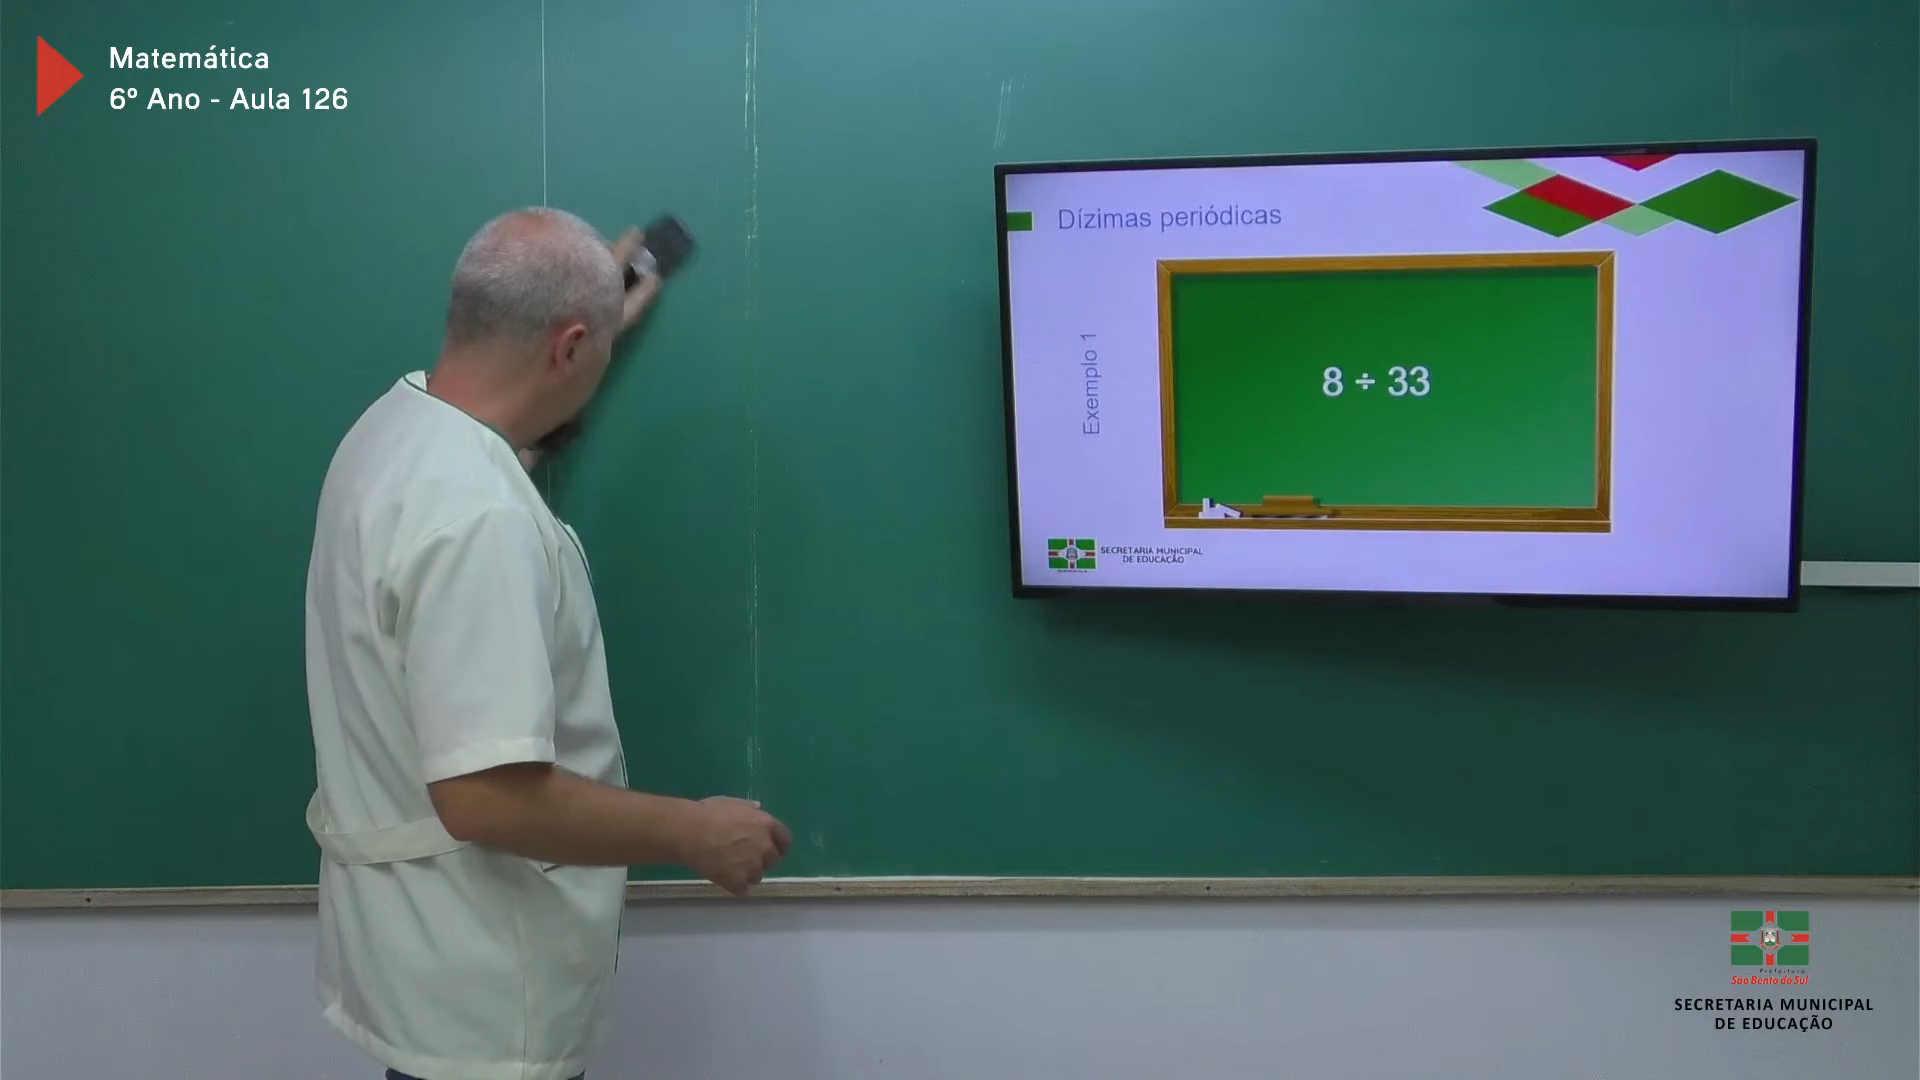 Matemática
6º Ano - Aula 126
Dízimas periódicas
Exemplo 1
8 ÷ 33
SECRETARIA MUNICIPAL
DE EDUCAÇÃO
Prefeitura
São Bento do Sul
SECRETARIA MUNICIPAL
DE EDUCAÇÃO